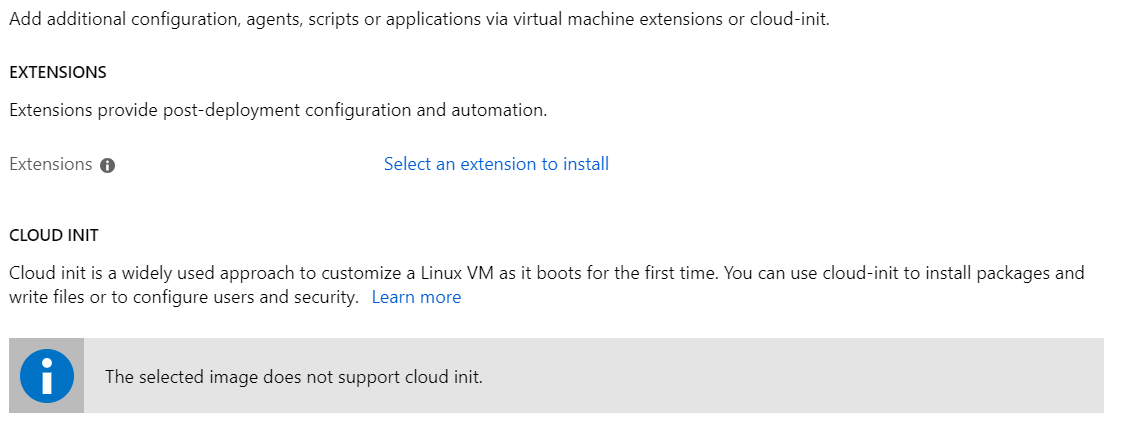 Add additional configuration, agents, scripts or applications via virtual machine extensions or cloud-init.
EXTENSIONS
Extensions provide post-deployment configuration and automation.
Extensions Select an extension to install
CLOUD INIT
Cloud init is a widely used approach to customize a Linux VM as it boots for the first time. You can use cloud-init to install packages and
write files or to configure users and security. Learn more
The selected image does not support cloud init.